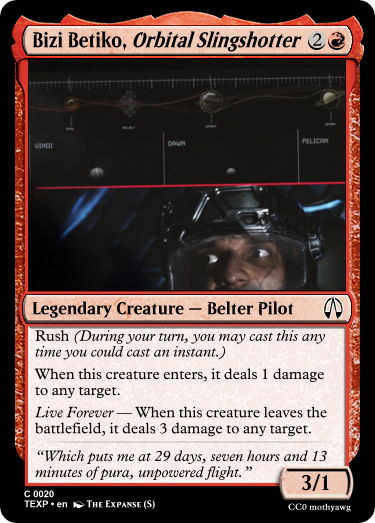 Bizi Betiko, Orbital Slingshotter 2
VINDI
DAWN
PELICAN
Legendary Creature — Belter Pilot
Rush (During your turn, you may cast this any
time you could cast an instant.)
When this creature enters, it deals 1 damage
to any target.
Live Forever — When this creature leaves the
battlefield, it deals 3 damage to any target.
“Which puts me at 29 days, seven hours and 13
minutes of pura, unpowered flight.”
3/1
C 0020
TEXP • en THE EXPANSE (S)
CC0 mothyawg